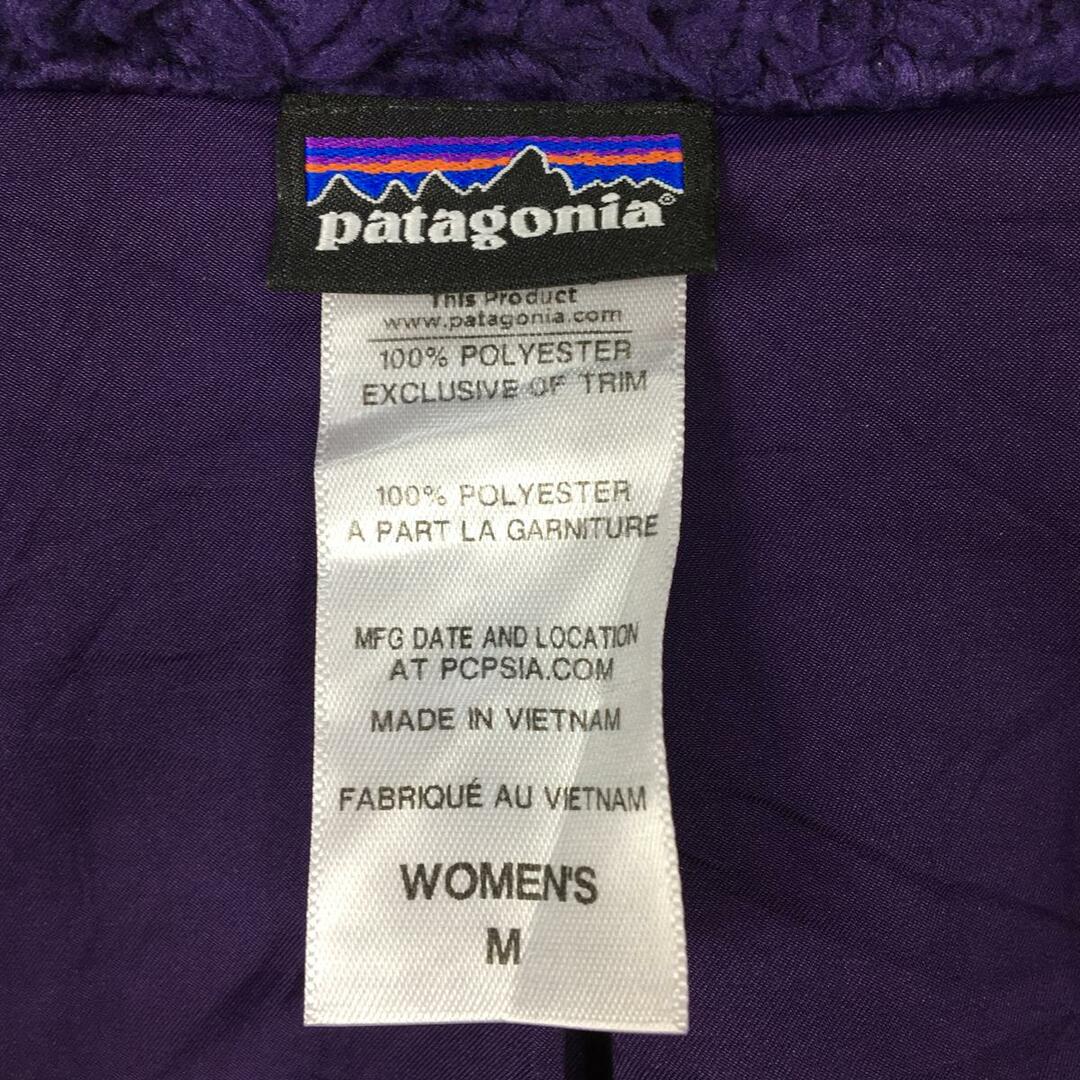 patagonia®
This Product
www.patagonia.com
100% POLYESTER
EXCLUSIVE OF TRIM
100% POLYESTER
A PART LA GARNITURE
MFG DATE AND LOCATION
AT PCPSIA.COM
MADE IN VIETNAM
FABRIQUÉ AU VIETNAM
WOMEN'S
M